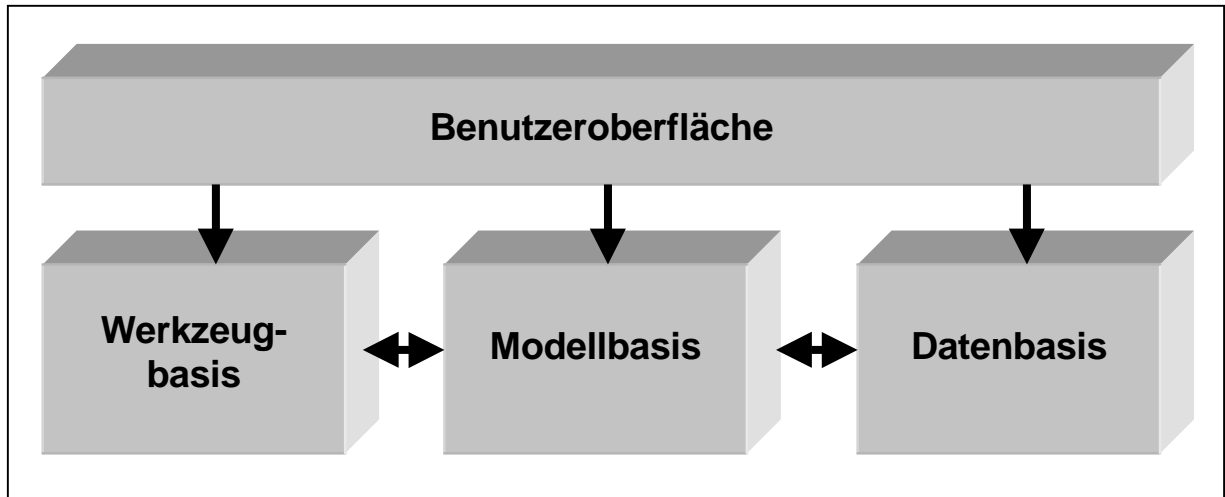 Benutzeroberfläche
Werkzeug-
basis
Modellbasis
Datenbasis